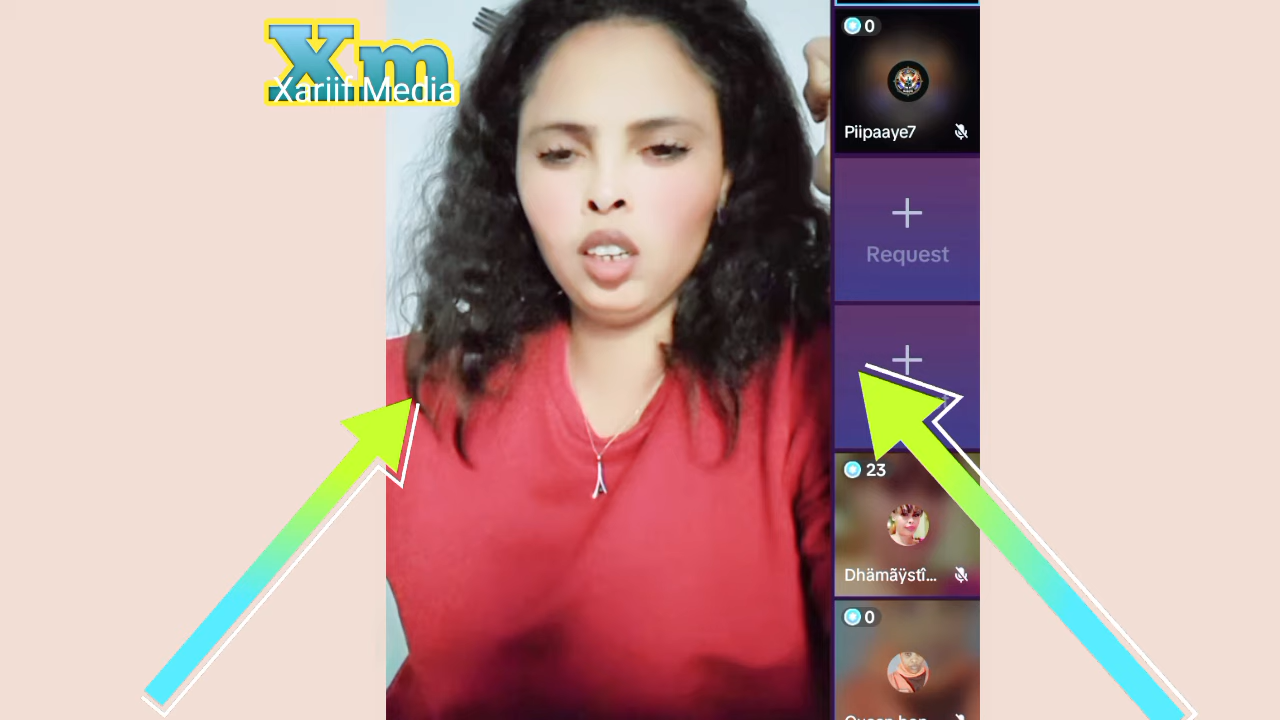 Xm
Xariif Media
0
Piipaaye7
Request
23
Dhämãÿstî...
0